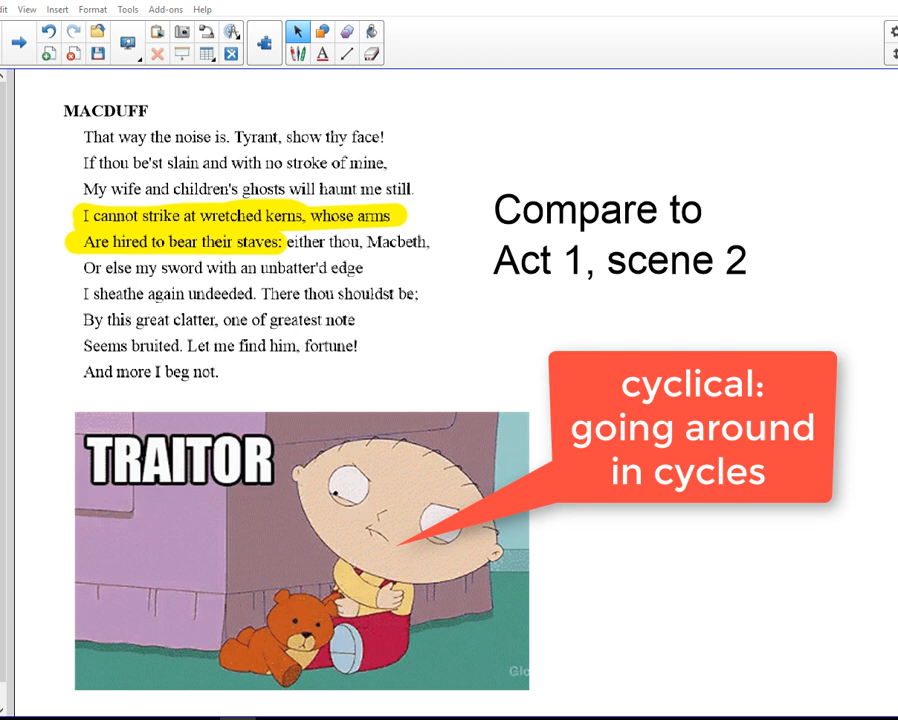 dit View Insert Format Tools Add-ons Help
MACDUFF
That way the noise is. Tyrant, show thy face!
If thou be'st slain and with no stroke of mine,
My wife and children's ghosts will haunt me still.
I cannot strike at wretched kerns, whose arms
Are hired to bear their staves: either thou, Macbeth,
Or else my sword with an unbatter'd edge
I sheathe again undeeded. There thou shouldst be;
By this great clatter, one of greatest note
Seems bruited. Let me find him, fortune!
And more I beg not.
Compare to
Act 1, scene 2
cyclical:
going around
in cycles
TRAITOR
Glo